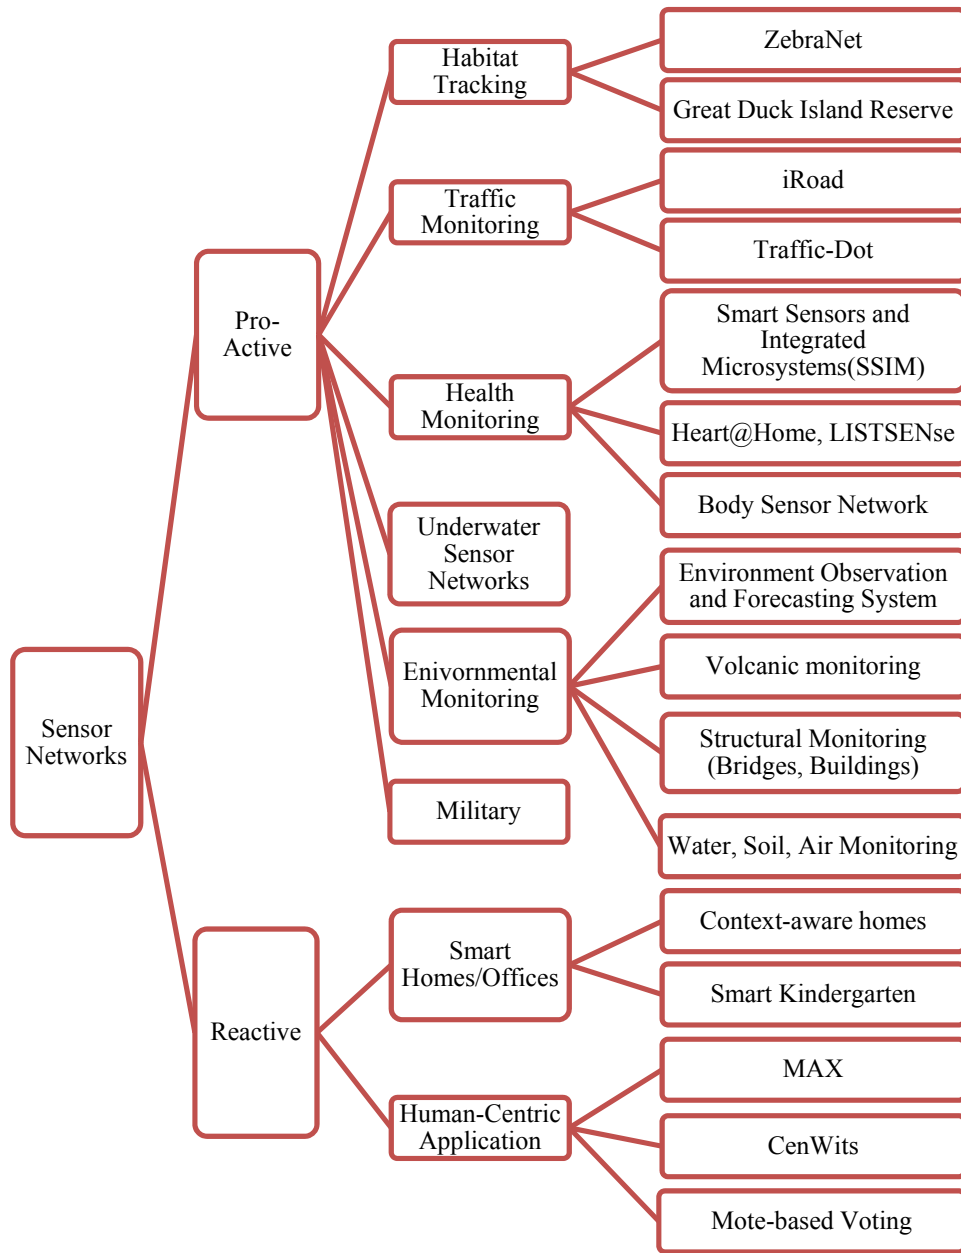 Sensor
Networks
Pro-
Active
Habitat
Tracking
ZebraNet
Great Duck Island Reserve
Traffic
Monitoring
iRoad
Traffic-Dot
Health
Monitoring
Smart Sensors and
Integrated
Microsystems(SSIM)
Heart@Home, LISTSENse
Body Sensor Network
Underwater
Sensor
Networks
Enivornmental
Monitoring
Environment Observation
and Forecasting System
Volcanic monitoring
Structural Monitoring
(Bridges, Buildings)
Water, Soil, Air Monitoring
Military
Reactive
Smart
Homes/Offices
Context-aware homes
Smart Kindergarten
Human-Centric
Application
MAX
CenWits
Mote-based Voting